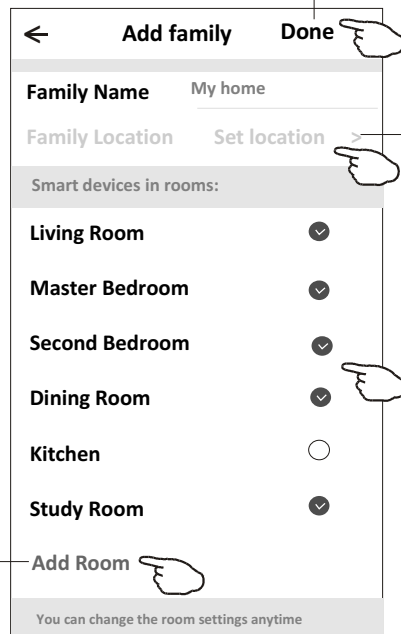 ← Add family Done
Family Name My home
Family Location Set location >
Smart devices in rooms:
Living Room
Master Bedroom
Second Bedroom
Dining Room
Kitchen
Study Room
Add Room
You can change the room settings anytime